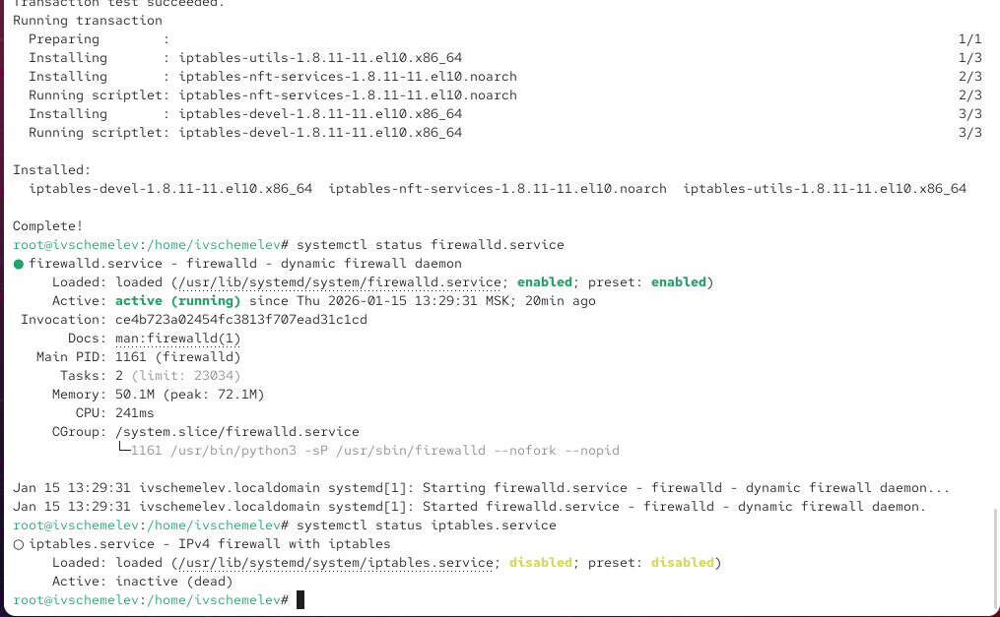 Transaction test succeeded.
Running transaction
  Preparing        :                                                                                                    1/1
  Installing       : iptables-utils-1.8.11-11.el10.x86_64                                                               1/3
  Installing       : iptables-nft-services-1.8.11-11.el10.noarch                                                        2/3
  Running scriptlet: iptables-nft-services-1.8.11-11.el10.noarch                                                        2/3
  Installing       : iptables-devel-1.8.11-11.el10.x86_64                                                               3/3
  Running scriptlet: iptables-devel-1.8.11-11.el10.x86_64                                                               3/3

Installed:
  iptables-devel-1.8.11-11.el10.x86_64  iptables-nft-services-1.8.11-11.el10.noarch  iptables-utils-1.8.11-11.el10.x86_64

Complete!
root@ivschemelev:/home/ivschemelev# systemctl status firewalld.service
● firewalld.service - firewalld - dynamic firewall daemon
     Loaded: loaded (/usr/lib/systemd/system/firewalld.service; enabled; preset: enabled)
     Active: active (running) since Thu 2026-01-15 13:29:31 MSK; 20min ago
 Invocation: ce4b723a02454fc3813f707ead31c1cd
       Docs: man:firewalld(1)
   Main PID: 1161 (firewalld)
      Tasks: 2 (limit: 23034)
     Memory: 50.1M (peak: 72.1M)
        CPU: 241ms
     CGroup: /system.slice/firewalld.service
             └─1161 /usr/bin/python3 -sP /usr/sbin/firewalld --nofork --nopid

Jan 15 13:29:31 ivschemelev.localdomain systemd[1]: Starting firewalld.service - firewalld - dynamic firewall daemon...
Jan 15 13:29:31 ivschemelev.localdomain systemd[1]: Started firewalld.service - firewalld - dynamic firewall daemon.
root@ivschemelev:/home/ivschemelev# systemctl status iptables.service
○ iptables.service - IPv4 firewall with iptables
     Loaded: loaded (/usr/lib/systemd/system/iptables.service; disabled; preset: disabled)
     Active: inactive (dead)
root@ivschemelev:/home/ivschemelev#